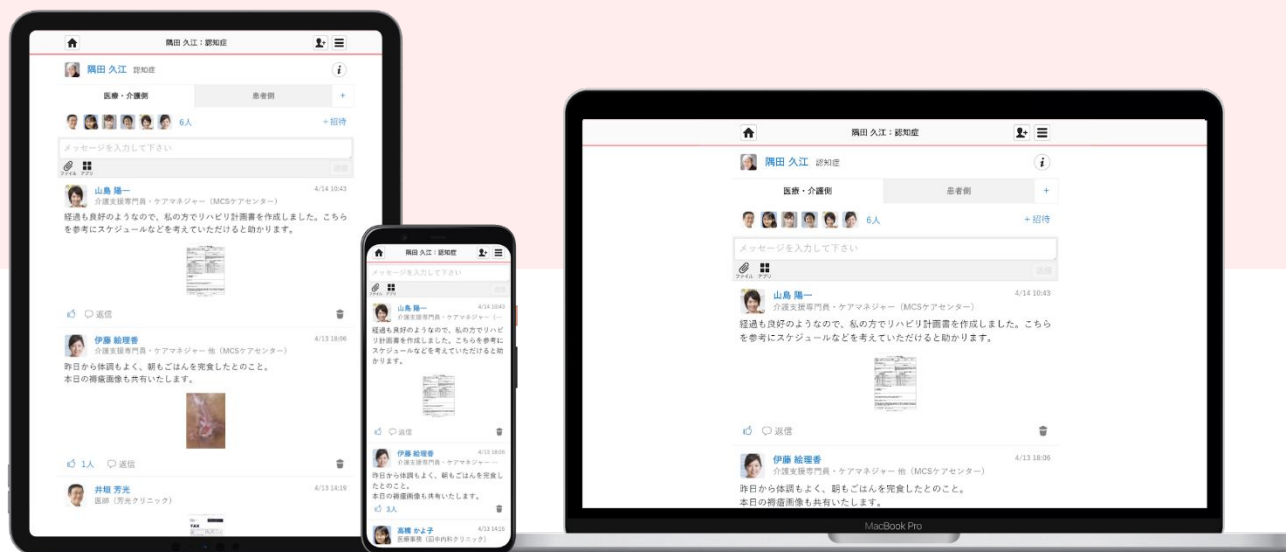 隅田 久江：認知症
隅田 久江 認知症
医療・介護側
患者側
+
6人
+招待
メッセージを入力して下さい
ファイル アプリ
送信
山島 陽一
4/14 10:43
介護支援専門員・ケアマネジャー（MCSケアセンター）
経過も良好のようなので、私の方でリハビリ計画書を作成しました。こちら
を参考にスケジュールなどを考えていただけると助かります。
返信
伊藤 絵理香
4/13 18:06
介護支援専門員・ケアマネジャー 他（MCSケアセンター）
昨日から体調もよく、朝もごはんを完食したとのこと。
本日の褥瘡画像も共有いたします。
1人
返信
井堀 芳光
4/13 14:19
医師（芳光クリニック）
FAX
隅田 久江：認知症
メッセージを入力して下さい
ファイル アプリ
送信
山島 陽一
4/14 10:43
介護支援専門員・ケアマネジャー（…
経過も良好のようなので、私の方でリハビ
リ計画書を作成しました。こちらを参考に
スケジュールなどを考えていただけると助
かります。
返信
伊藤 絵理香
4/13 18:06
介護支援専門員・ケアマネジャー …
昨日から体調もよく、朝もごはんを完食し
たとのこと。
本日の褥瘡画像も共有いたします。
3人
高橋 かよ子
4/13 14:15
医療事務（田中内科クリニック）
隅田 久江：認知症
隅田 久江 認知症
医療・介護側
患者側
+
6人
+招待
メッセージを入力して下さい
ファイル アプリ
送信
山島 陽一
4/14 10:43
介護支援専門員・ケアマネジャー（MCSケアセンター）
経過も良好のようなので、私の方でリハビリ計画書を作成しました。こちら
を参考にスケジュールなどを考えていただけると助かります。
返信
伊藤 絵理香
4/13 18:06
介護支援専門員・ケアマネジャー 他（MCSケアセンター）
昨日から体調もよく、朝もごはんを完食したとのこと。
本日の褥瘡画像も共有いたします。
MacBook Pro